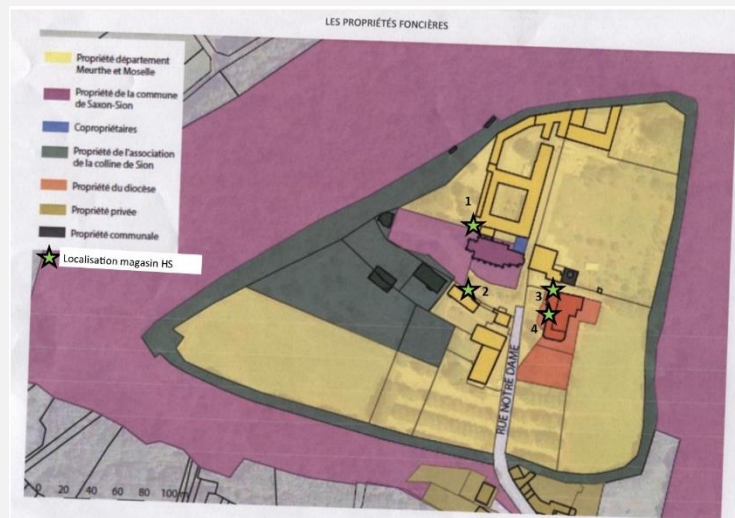 LES PROPRIÉTÉS FONCIÈRES
Propriété département
Meurthe et Moselle
Propriété de la commune
de Saxon-Sion
Copropriétaires
Propriété de l'association
de la colline de Sion
Propriété du diocèse
Propriété privée
Propriété communale
Localisation magasin HS
1
2
3
4
RUE NOTRE DAME
0 20 40 60 80 100 m